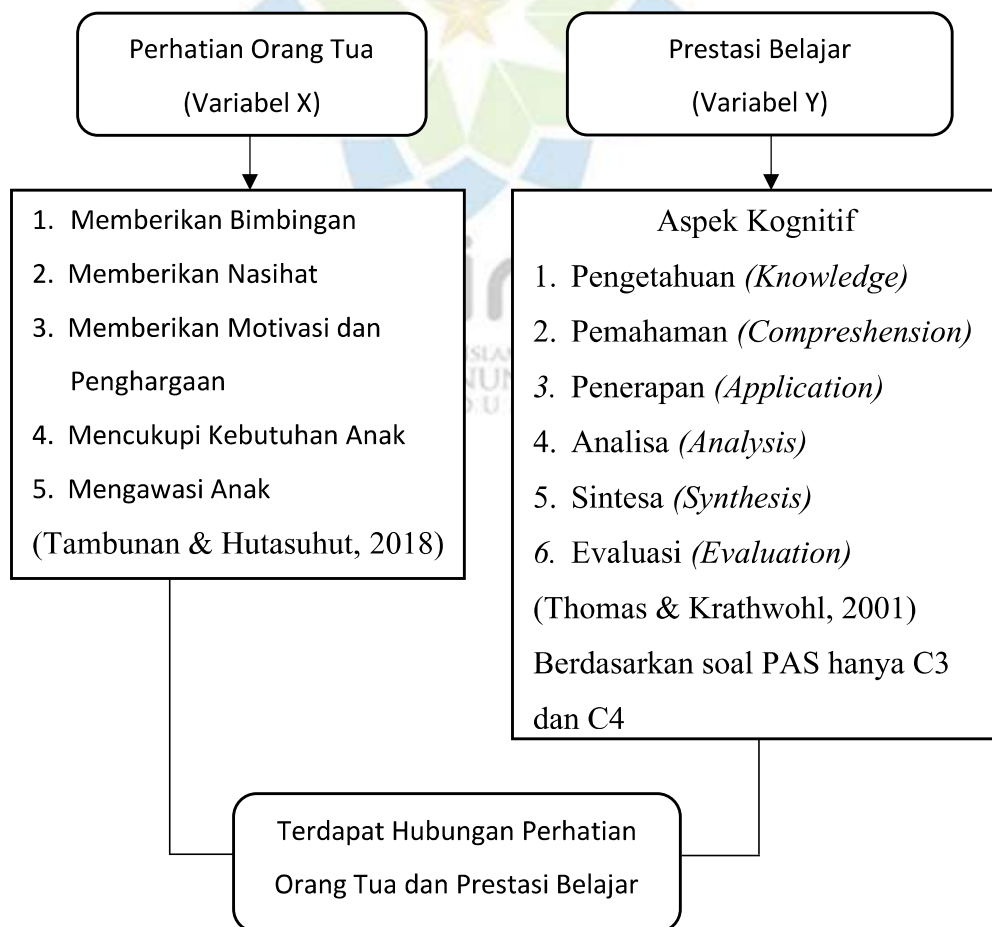 Perhatian Orang Tua
(Variabel X)
Prestasi Belajar
(Variabel Y)
1. Memberikan Bimbingan
2. Memberikan Nasihat
3. Memberikan Motivasi dan
Penghargaan
4. Mencukupi Kebutuhan Anak
5. Mengawasi Anak
(Tambunan & Hutasuhut, 2018)
Aspek Kognitif
1. Pengetahuan (Knowledge)
2. Pemahaman (Compreshension)
3. Penerapan (Application)
4. Analisa (Analysis)
5. Sintesa (Synthesis)
6. Evaluasi (Evaluation)
(Thomas & Krathwohl, 2001)
Berdasarkan soal PAS hanya C3
dan C4
Terdapat Hubungan Perhatian
Orang Tua dan Prestasi Belajar